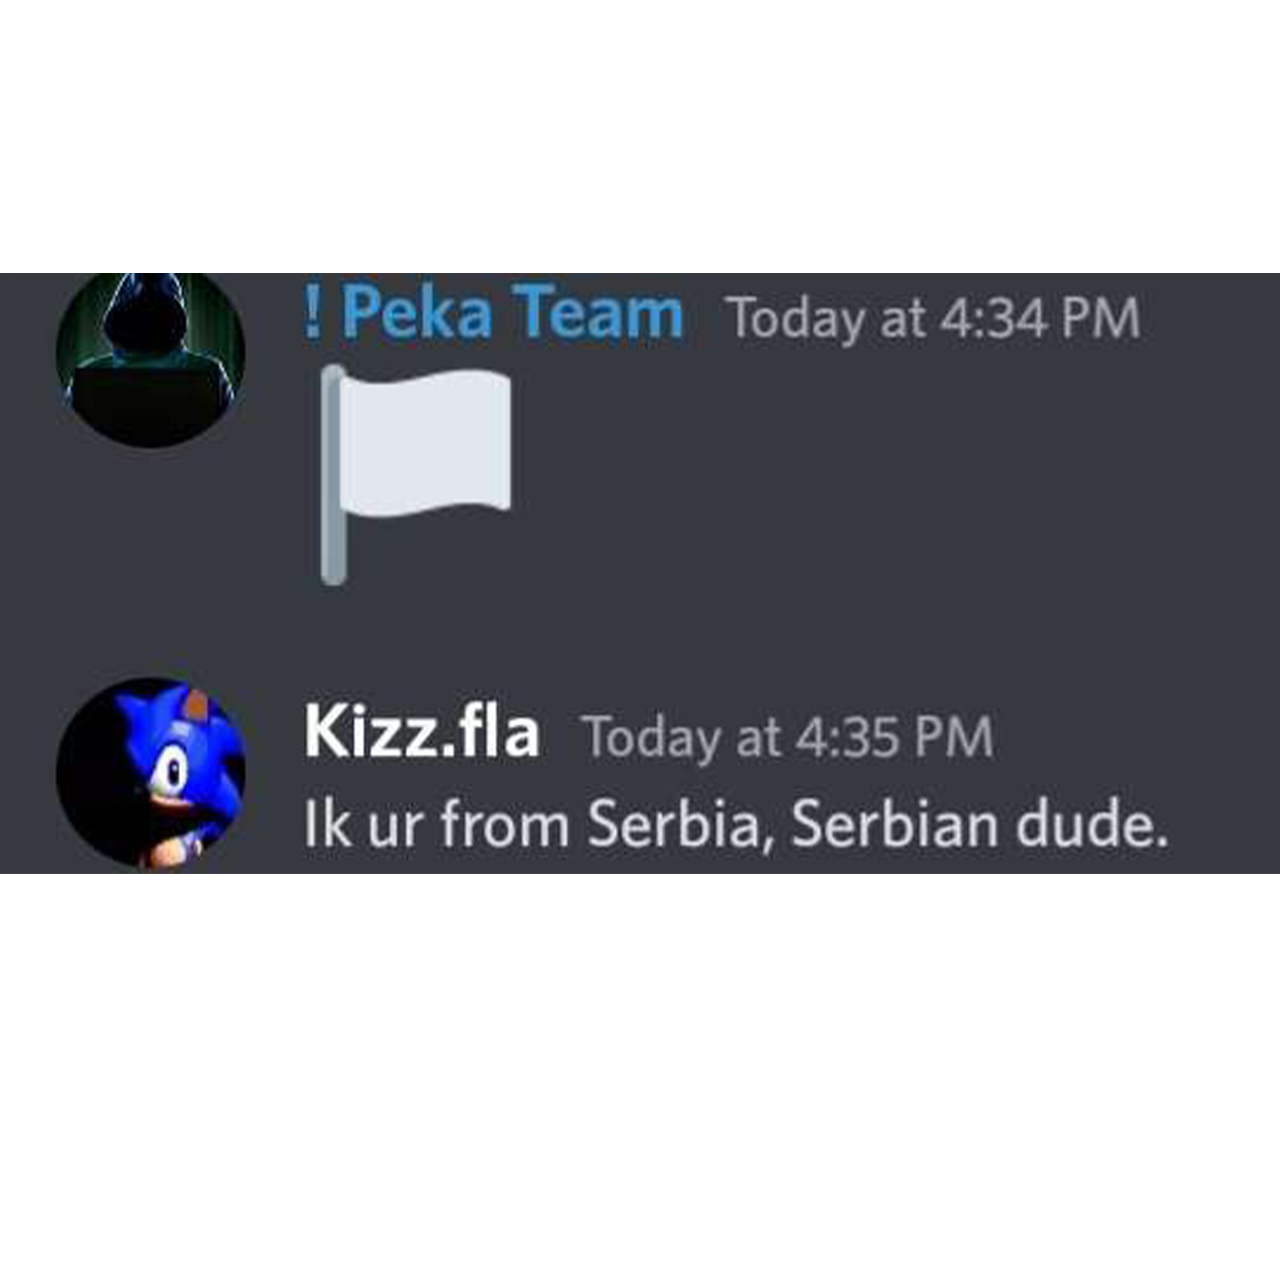 ! Peka Team Today at 4:34 PM
Kizz.fla Today at 4:35 PM
Ik ur from Serbia, Serbian dude.